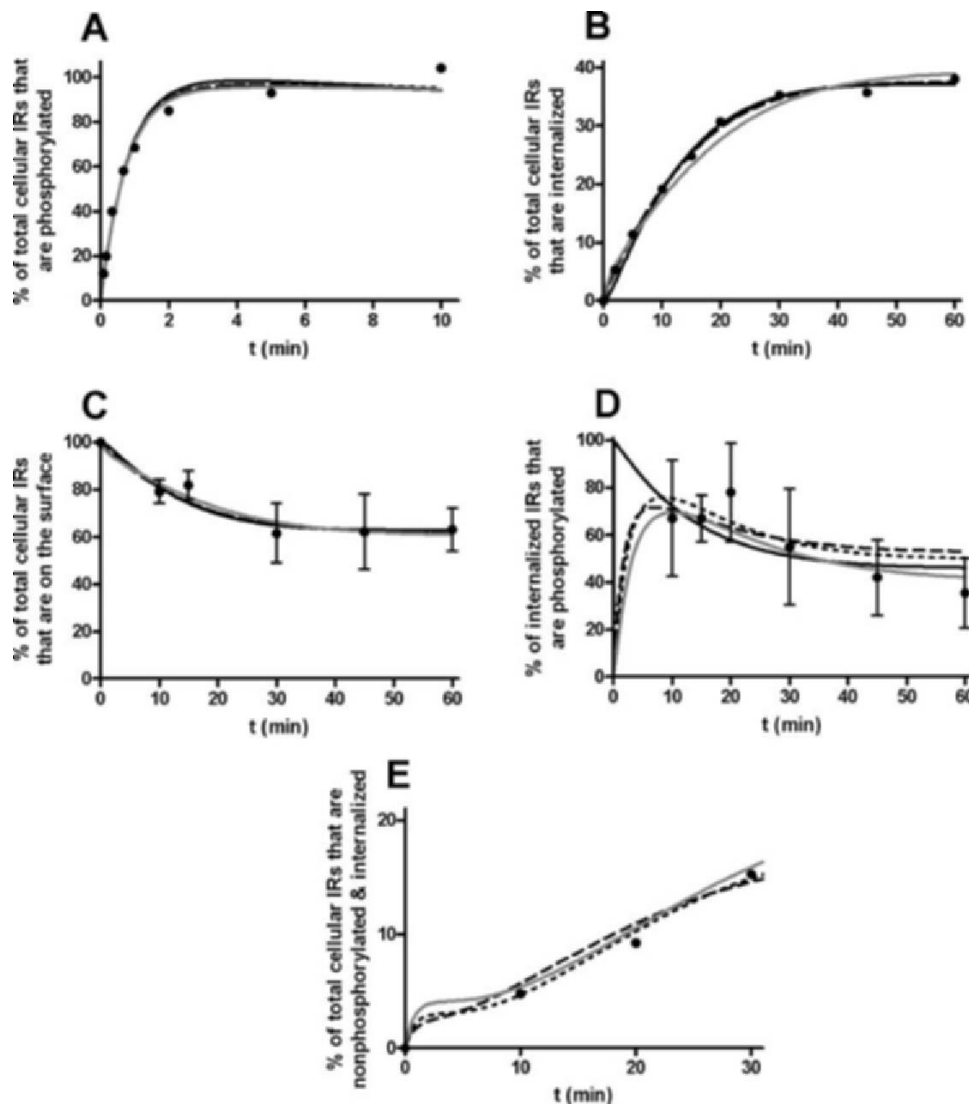 A
% of total cellular IRs that
are phosphorylated
100
80
60
40
20
0
0 2 4 6 8 10
t (min)
B
% of total cellular IRs
that are internalized
40
30
20
10
0
0 10 20 30 40 50 60
t (min)
C
% of total cellular IRs
that are on the surface
100
80
60
40
20
0
0 10 20 30 40 50 60
t (min)
D
% of internalized IRs that
are phosphorylated
100
80
60
40
20
0
0 10 20 30 40 50 60
t (min)
E
% of total cellular IRs that are
nonphosphorylated & internalized
20
10
0
0 10 20 30
t (min)